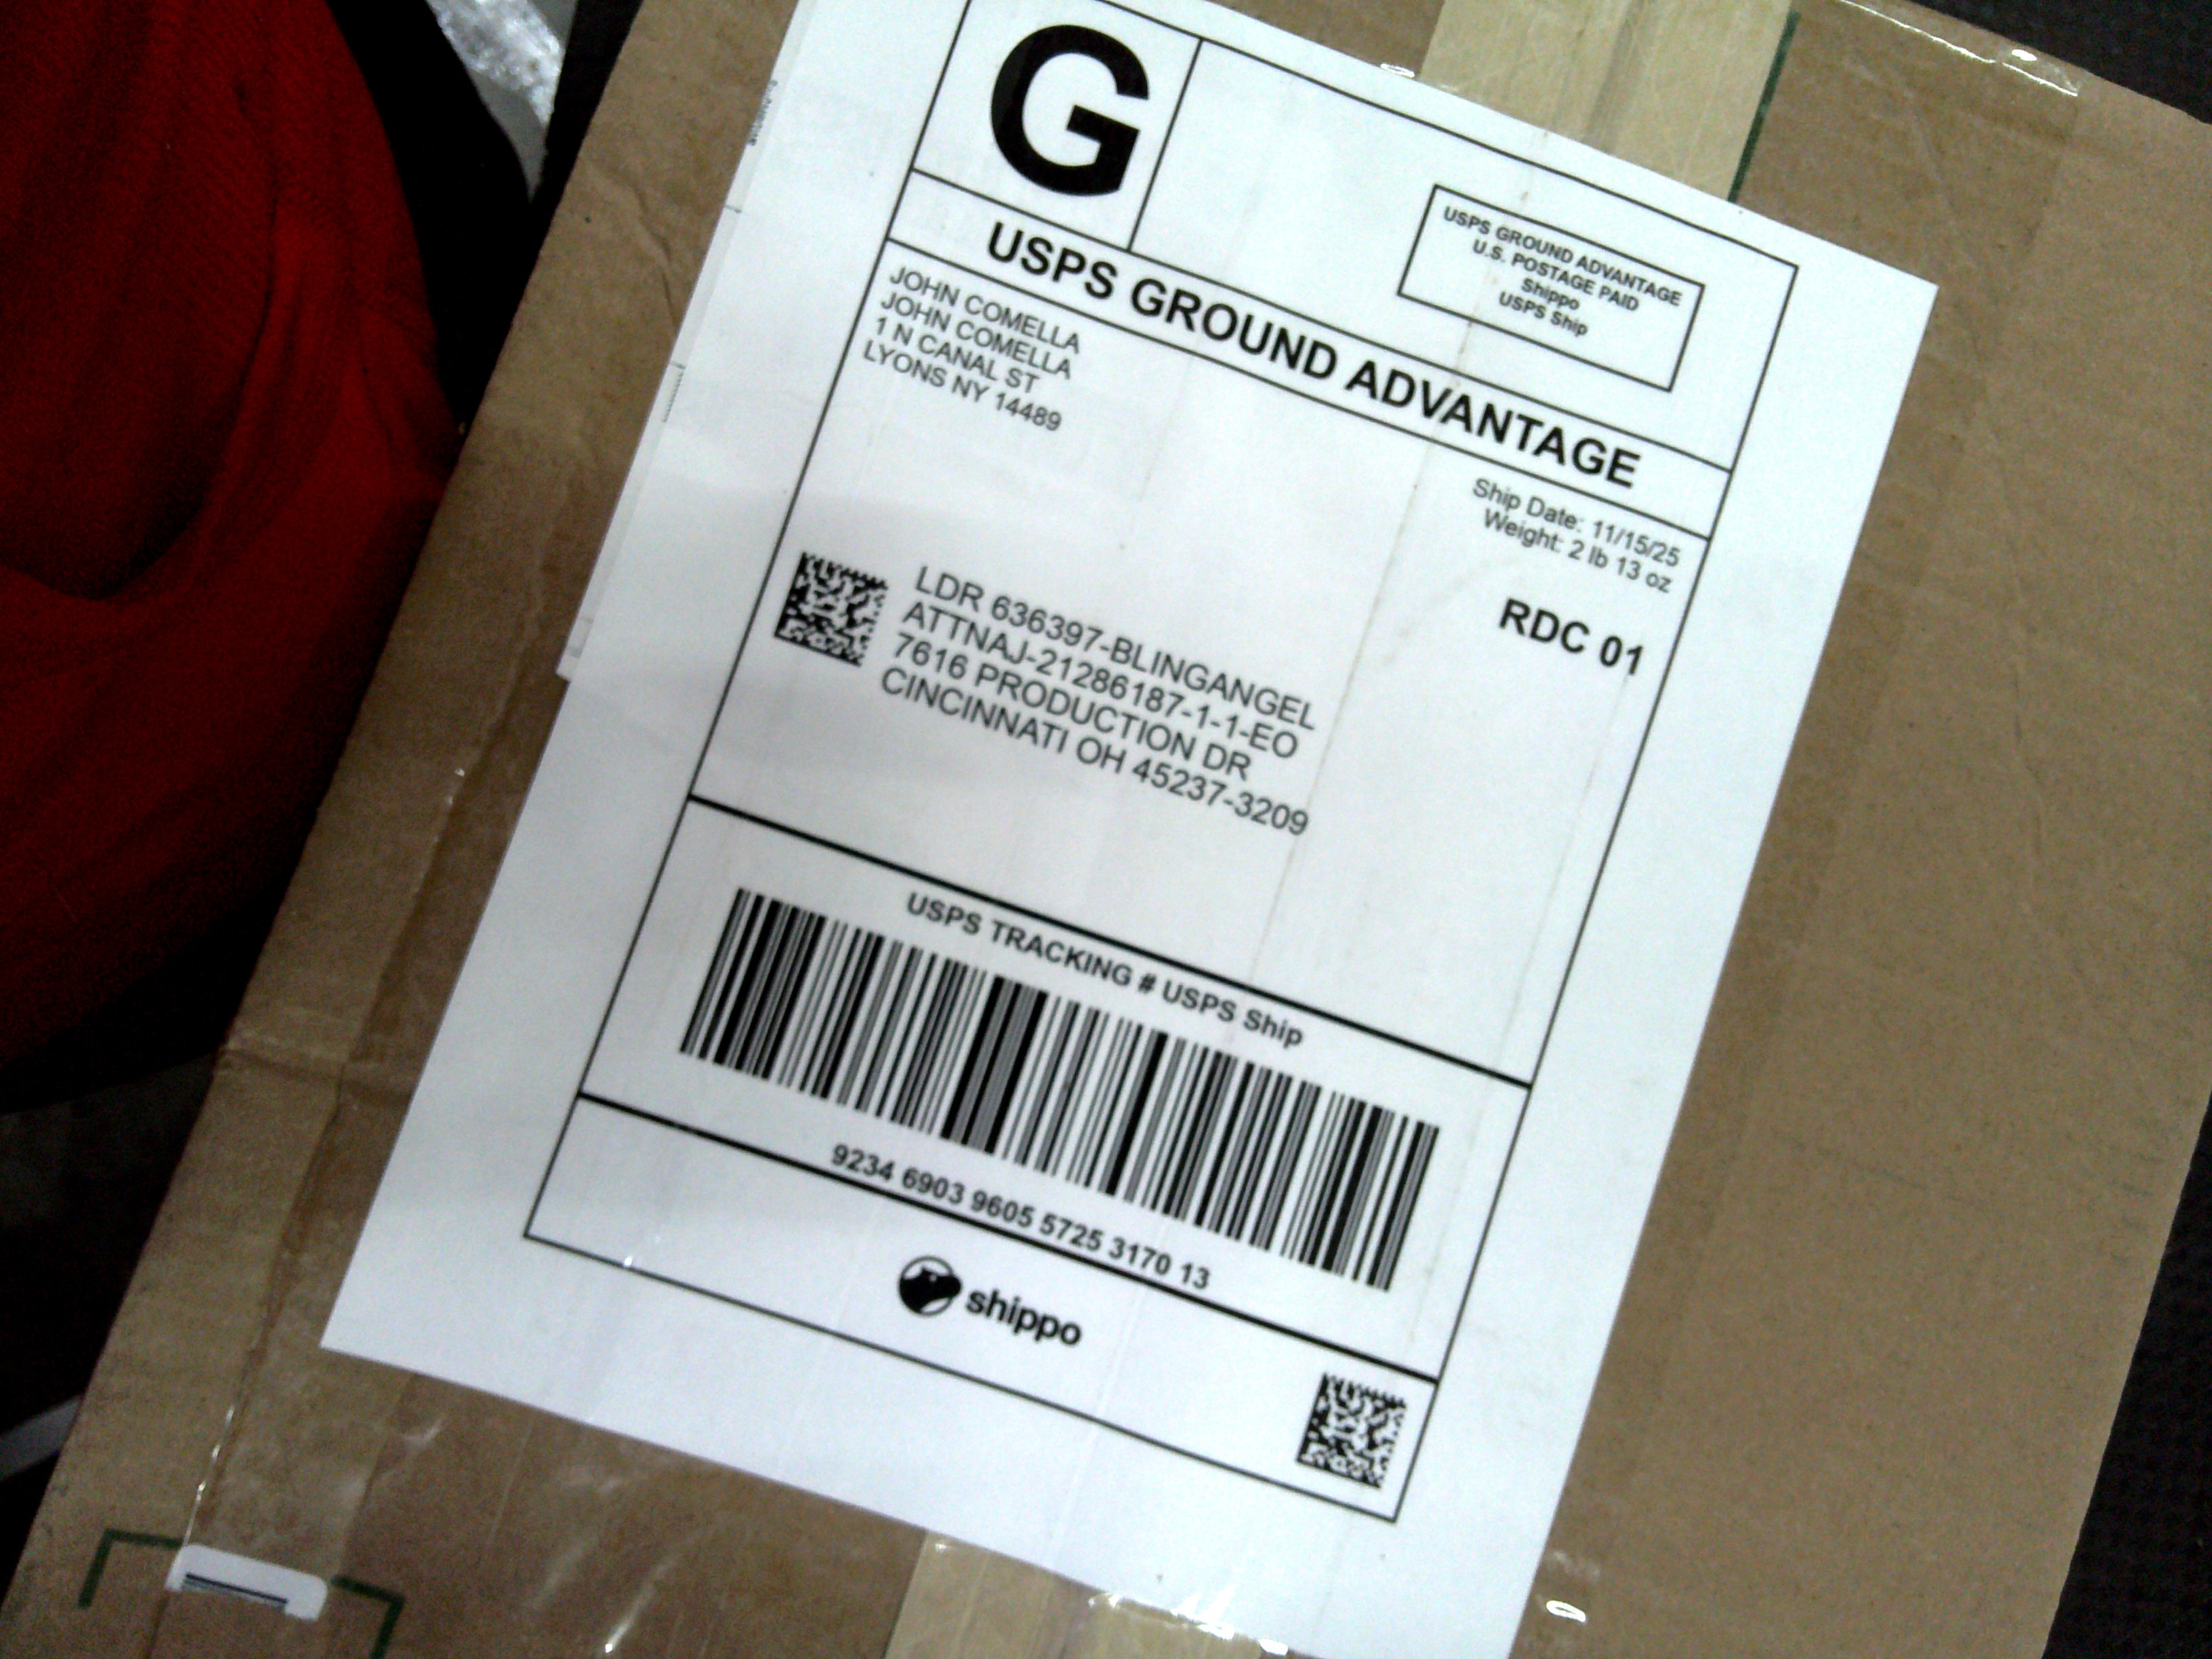 G
USPS GROUND ADVANTAGE
U.S. POSTAGE PAID
Shippo
USPS Ship
USPS GROUND ADVANTAGE
JOHN COMELLA
JOHN COMELLA
1 N CANAL ST
LYONS NY 14489
Ship Date: 11/15/25
Weight: 2 lb 13 oz
RDC 01
LDR 636397-BLINGANGEL
ATTNAJ-21286187-1-1-EO
7616 PRODUCTION DR
CINCINNATI OH 45237-3209
USPS TRACKING # USPS Ship
9234 6903 9605 5725 3170 13
shippo